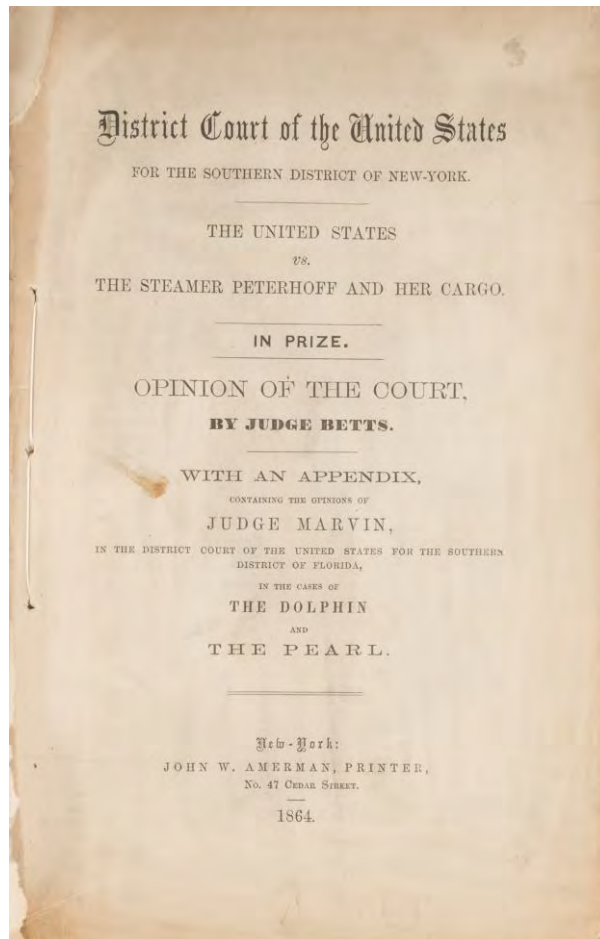 District Court of the United States
FOR THE SOUTHERN DISTRICT OF NEW-YORK.
THE UNITED STATES
vs.
THE STEAMER PETERHOFF AND HER CARGO.
IN PRIZE.
OPINION OF THE COURT,
BY JUDGE BETTS.
WITH AN APPENDIX,
CONTAINING THE OPINIONS OF
JUDGE MARVIN,
IN THE DISTRICT COURT OF THE UNITED STATES FOR THE SOUTHERN
DISTRICT OF FLORIDA,
IN THE CASES OF
THE DOLPHIN
AND
THE PEARL.
New-York:
JOHN W. AMERMAN, PRINTER,
No. 47 Cedar Street.
1864.